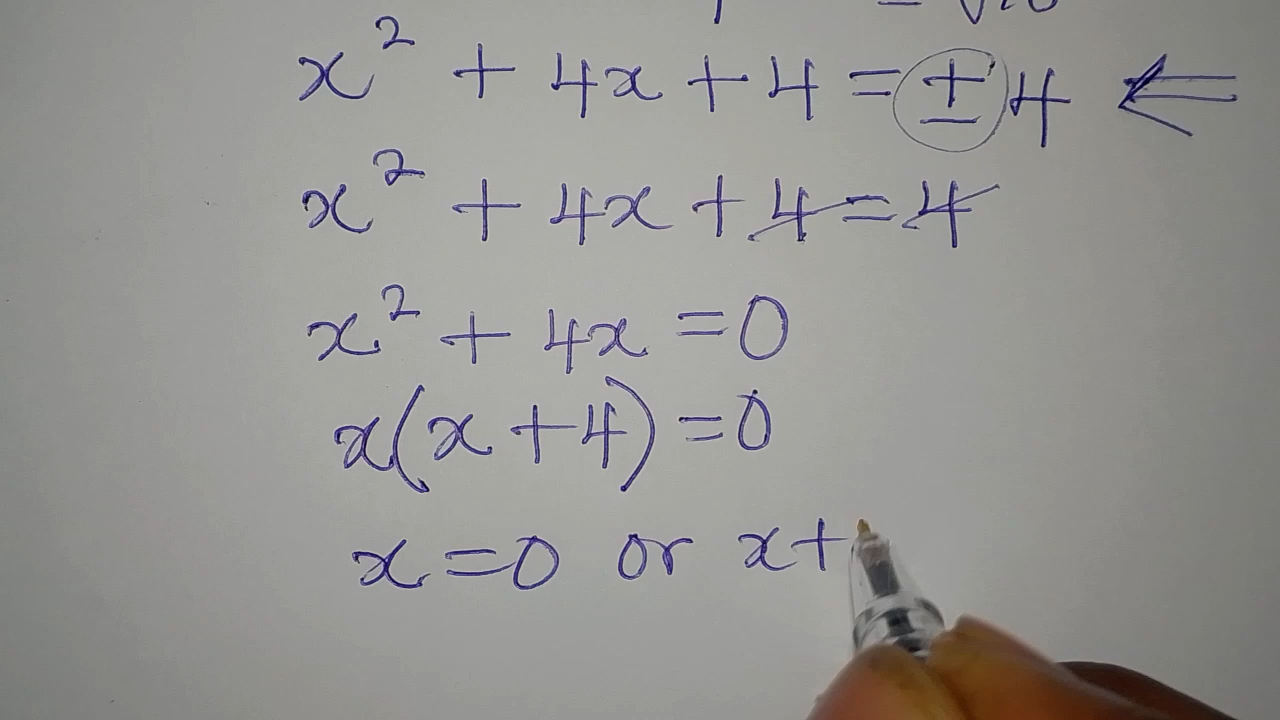 x² + 4x + 4 = ± 4 ⇐
x² + 4x + 4 = 4
x² + 4x = 0
x(x + 4) = 0
x = 0 or x +